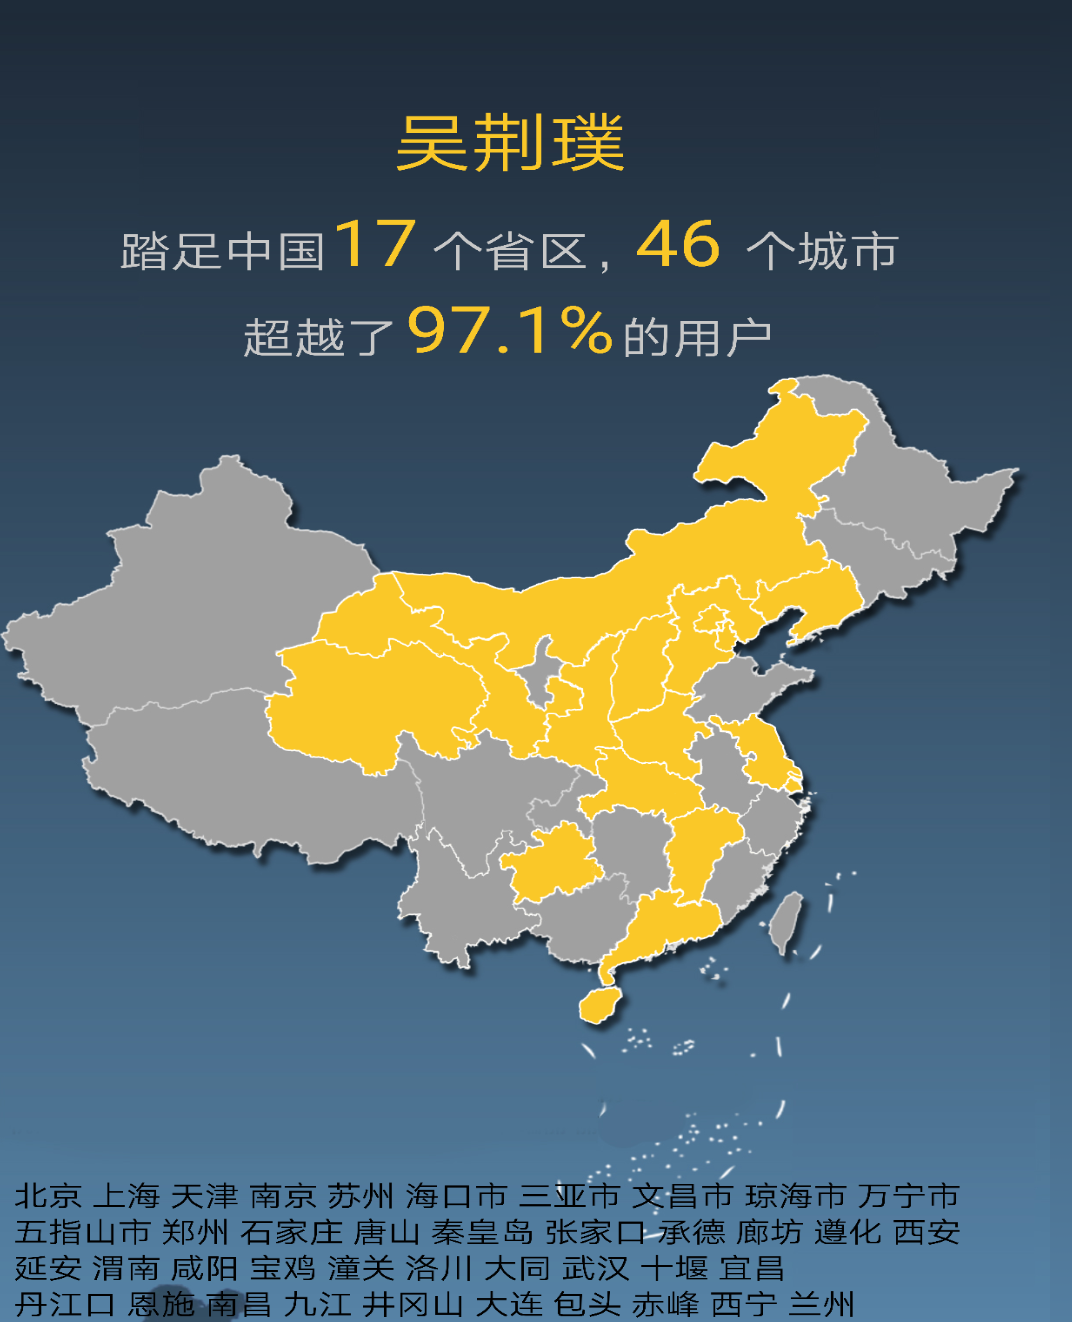 吴荆璞
踏足中国17个省区，46个城市
超越了97.1%的用户
北京 上海 天津 南京 苏州 海口市 三亚市 文昌市 琼海市 万宁市
五指山市 郑州 石家庄 唐山 秦皇岛 张家口 承德 廊坊 遵化 西安
延安 渭南 咸阳 宝鸡 潼关 洛川 大同 武汉 十堰 宜昌
丹江口 恩施 南昌 九江 井冈山 大连 包头 赤峰 西宁 兰州